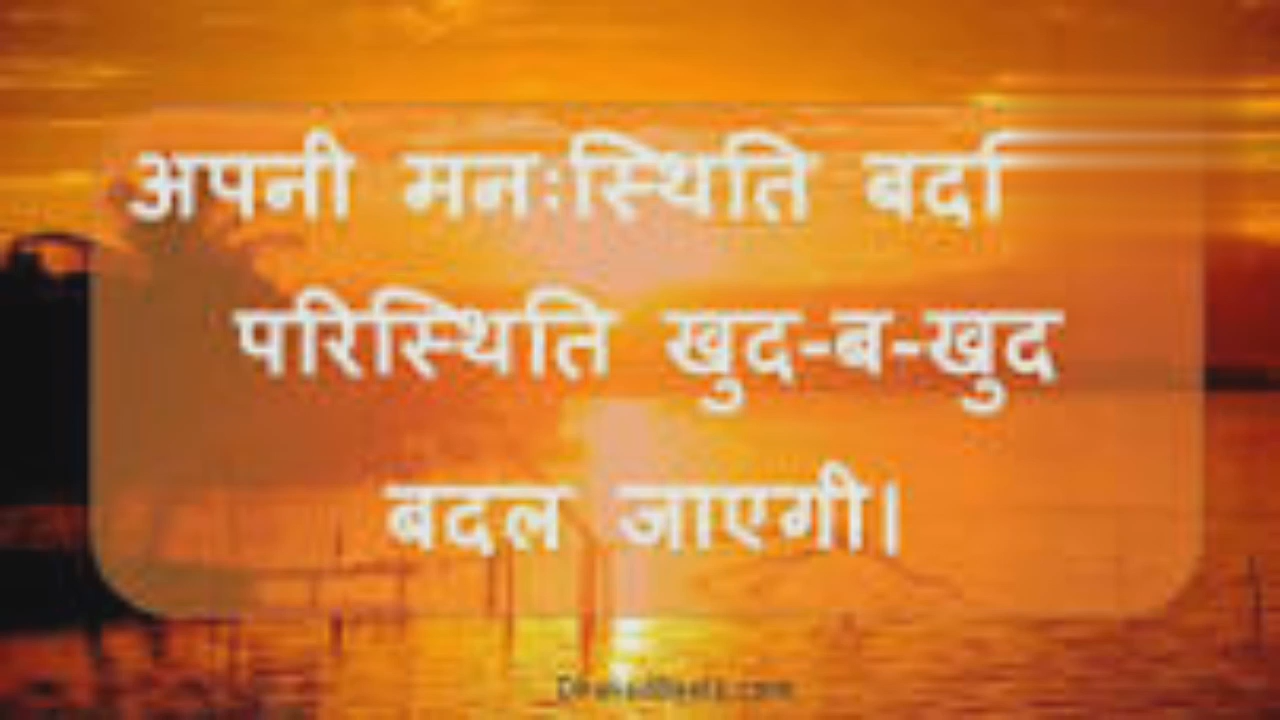 अपनी मनःस्थिति
परिस्थिति खुद-ब-खुद
बदल जाएगी।